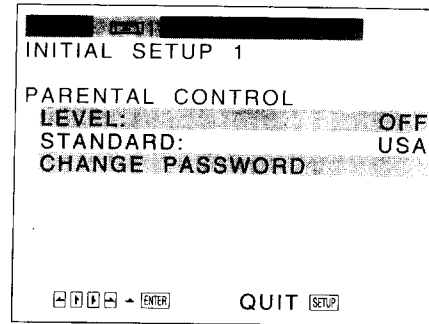 INITIAL SETUP 1
PARENTAL CONTROL
LEVEL: OFF
STANDARD: USA
CHANGE PASSWORD
ENTER QUIT SETUP